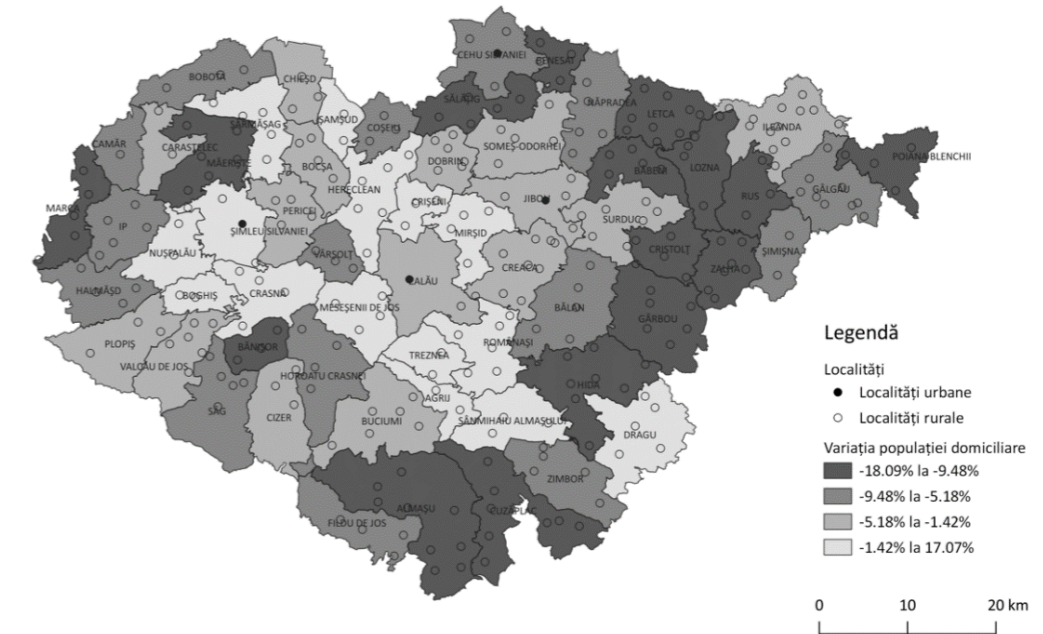 CEHU SILVANIEI
BENESAT
BOBOTA
CHIEȘD
SĂLĂȚIG
NĂPRADEA
LETCA
ILEANDA
ȘAMȘUD
COȘEIU
SĂRMĂȘAG
CAMĂR
CARASTELEC
MĂERIȘTE
BOCȘA
DOBRIN
SOMEȘ-ODORHEI
BĂBENI
LOZNA
POIANA BLENCHII
HERECLEAN
GÂLGĂU
RUS
MARCA
IP
PERICEI
CRIȘENI
JIBOU
SURDUC
ȘIMLEU SILVANIEI
MIRȘID
NUȘFALĂU
VÂRȘOLȚ
CRISTOLȚ
ȘIMIȘNA
CREACA
ZALHA
ZALĂU
HALMĂȘD
BOGHIȘ
CRASNA
MESEȘENII DE JOS
BĂLAN
GÂRBOU
PLOPIȘ
BĂNIȘOR
ROMÂNAȘI
TREZNEA
VALCĂU DE JOS
HOROATU CRASNEI
HIDA
AGRIJ
SÂG
CIZER
BUCIUMI
SÂNMIHAIU ALMAȘULUI
DRAGU
ZIMBOR
ALMAȘU
CUZĂPLAC
FILDU DE JOS
Legendă
Localități
Localități urbane
Localități rurale
Variația populației domiciliare
-18.09% la -9.48%
-9.48% la -5.18%
-5.18% la -1.42%
-1.42% la 17.07%
0 10 20 km